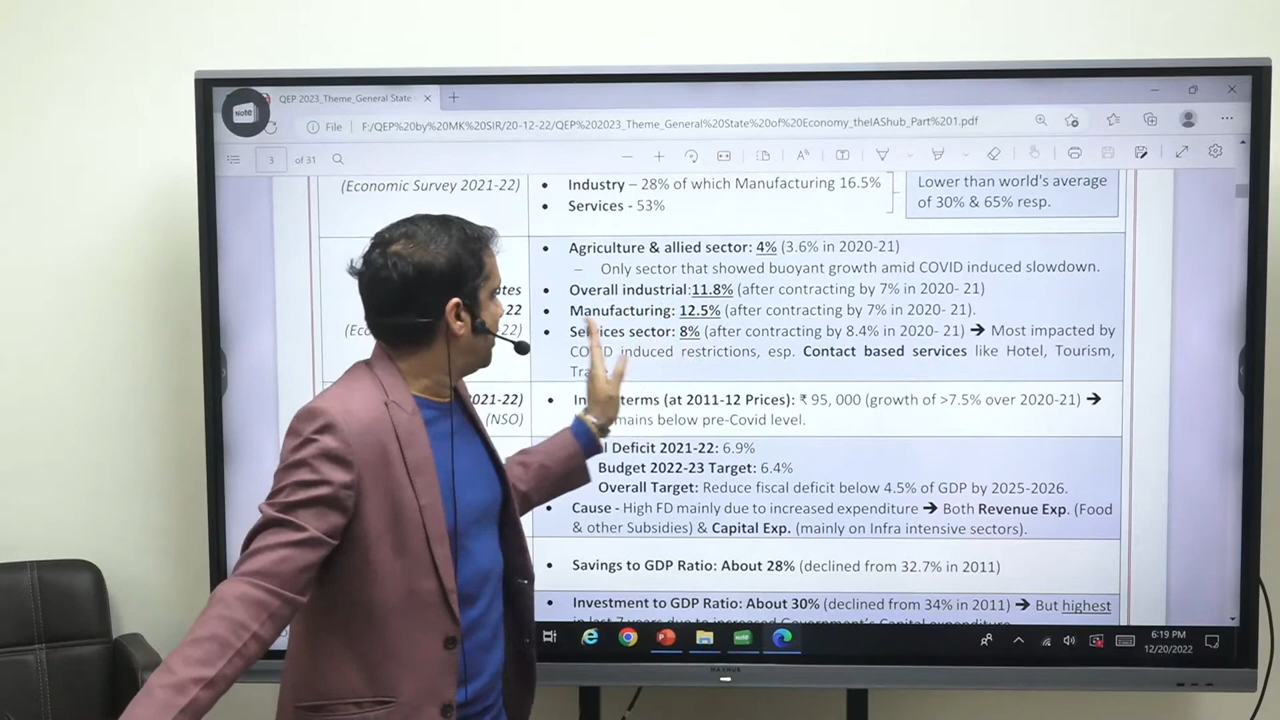 QEP 2023_Theme_General State
Note
File
F:/QEP%20by%20MK%20SIR/20-12-22/QEP%202023_Theme_General%20State%20of%20Economy_theIAShub_Part%201.pdf
3 of 31
(Economic Survey 2021-22)
Industry – 28% of which Manufacturing 16.5%
Services - 53%
Lower than world's average
of 30% & 65% resp.
Agriculture & allied sector: 4% (3.6% in 2020-21)
– Only sector that showed buoyant growth amid COVID induced slowdown.
Overall industrial:11.8% (after contracting by 7% in 2020- 21)
22
Manufacturing: 12.5% (after contracting by 7% in 2020- 21).
22)
Services sector: 8% (after contracting by 8.4% in 2020- 21) ➔ Most impacted by
induced restrictions, esp. Contact based services like Hotel, Tourism,
021-22)
terms (at 2011-12 Prices): ₹ 95, 000 (growth of >7.5% over 2020-21) ➔
(NSO)
below pre-Covid level.
Deficit 2021-22: 6.9%
Budget 2022-23 Target: 6.4%
Overall Target: Reduce fiscal deficit below 4.5% of GDP by 2025-2026.
Cause - High FD mainly due to increased expenditure ➔ Both Revenue Exp. (Food
& other Subsidies) & Capital Exp. (mainly on Infra intensive sectors).
Savings to GDP Ratio: About 28% (declined from 32.7% in 2011)
Investment to GDP Ratio: About 30% (declined from 34% in 2011) ➔ But highest
6:19 PM
12/20/2022
MAXHUB